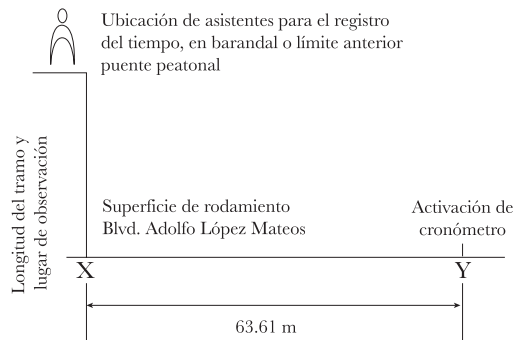 Ubicación de asistentes para el registro
del tiempo, en barandal o límite anterior
puente peatonal
Longitud del tramo y
lugar de observación
Superficie de rodamiento
Blvd. Adolfo López Mateos
Activación de
cronómetro
X
Y
63.61 m